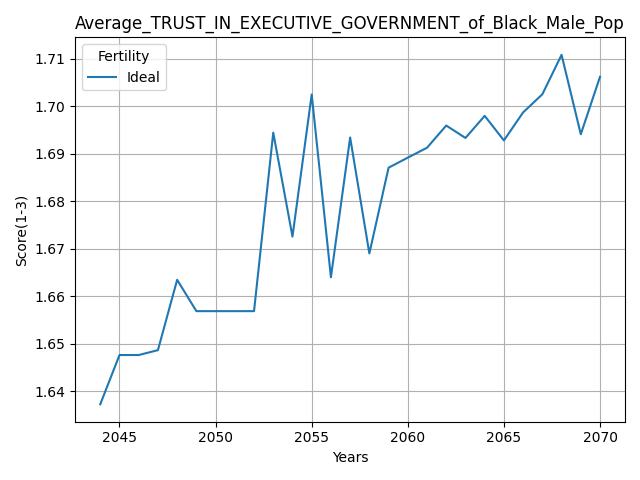 Average_TRUST_IN_EXECUTIVE_GOVERNMENT_of_Black_Male_Pop
Fertility
Ideal
1.71
1.70
1.69
1.68
1.67
1.66
1.65
1.64
Score(1-3)
2045 2050 2055 2060 2065 2070
Years